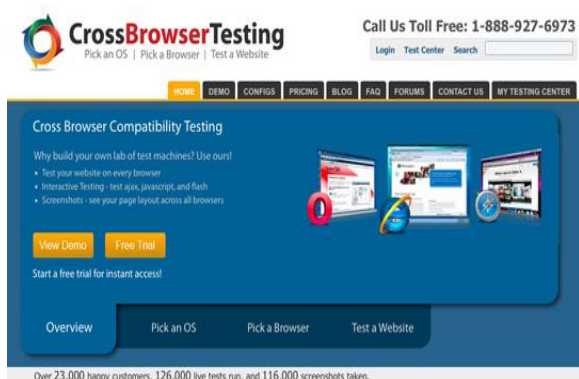 CrossBrowserTesting
Pick an OS | Pick a Browser | Test a Website
Call Us Toll Free: 1-888-927-6973
Login Test Center Search
HOME DEMO CONFIGS PRICING BLOG FAQ FORUMS CONTACT US MY TESTING CENTER
Cross Browser Compatibility Testing
Why build your own lab of test machines? Use ours!
• Test your website on every browser
• Interactive Testing - test ajax, javascript, and flash
• Screenshots - see your page layout across all browsers
View Demo Free Trial
Start a free trial for instant access!
Overview Pick an OS Pick a Browser Test a Website
Over 23,000 happy customers, 126,000 live tests run, and 116,000 screenshots taken.